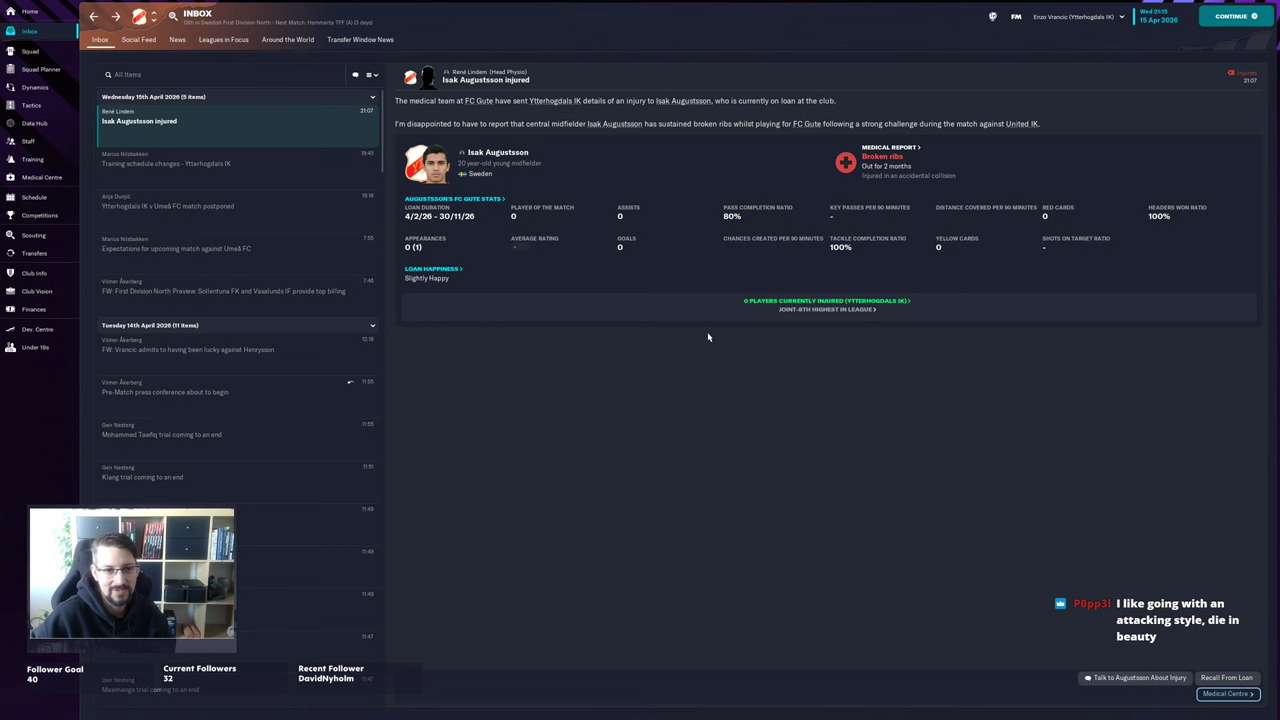 Home
Inbox
Squad
Squad Planner
Dynamics
Tactics
Data Hub
Staff
Training
Medical Centre
Schedule
Competitions
Scouting
Transfers
Club Info
Club Vision
Finances
Dev. Centre
Under 19s
INBOX
13th in Swedish First Division North - Next Match: Hammarby TFF (A) (3 days)
FM
Enzo Vrancic (Ytterhogdals IK)
Wed 21:15
15 Apr 2026
CONTINUE
Inbox
Social Feed
News
Leagues in Focus
Around the World
Transfer Window News
All Items
Wednesday 15th April 2026 (5 items)
René Lindem
21:07
Isak Augustsson injured
Marius Nilsbakken
19:45
Training schedule changes - Ytterhogdals IK
Anja Dunjić
19:18
Ytterhogdals IK v Umeå FC match postponed
Marius Nilsbakken
7:55
Expectations for upcoming match against Umeå FC
Vilmer Åkerberg
7:46
FW: First Division North Preview: Sollentuna FK and Vasalunds IF provide top billing
Tuesday 14th April 2026 (11 items)
Vilmer Åkerberg
12:18
FW: Vrancic admits to having been lucky against Henrysson
Vilmer Åkerberg
11:55
Pre-Match press conference about to begin
Geir Nesteng
11:55
Mohammed Tawfiq trial coming to an end
Geir Nesteng
11:51
Klang trial coming to an end
11:49
11:49
11:49
11:47
Geir Nesteng
11:47
Masimango trial coming to an end
René Lindem (Head Physio)
Isak Augustsson injured
Injuries
21:07
The medical team at FC Gute have sent Ytterhogdals IK details of an injury to Isak Augustsson, who is currently on loan at the club.
I'm disappointed to have to report that central midfielder Isak Augustsson has sustained broken ribs whilst playing for FC Gute following a strong challenge during the match against United IK.
Isak Augustsson
20 year-old young midfielder
Sweden
MEDICAL REPORT >
Broken ribs
Out for 2 months
Injured in an accidental collision
AUGUSTSSON'S FC GUTE STATS >
LOAN DURATION
4/2/26 - 30/11/26
PLAYER OF THE MATCH
0
ASSISTS
0
PASS COMPLETION RATIO
80%
KEY PASSES PER 90 MINUTES
-
DISTANCE COVERED PER 90 MINUTES
RED CARDS
0
HEADERS WON RATIO
100%
APPEARANCES
0 (1)
AVERAGE RATING
-
GOALS
0
CHANCES CREATED PER 90 MINUTES
TACKLE COMPLETION RATIO
100%
YELLOW CARDS
0
SHOTS ON TARGET RATIO
-
LOAN HAPPINESS >
Slightly Happy
0 PLAYERS CURRENTLY INJURED (YTTERHOGDALS IK) >
JOINT-8TH HIGHEST IN LEAGUE >
P0pp3l I like going with an
attacking style, die in
beauty
Talk to Augustsson About Injury
Recall From Loan
Medical Centre >
Follower Goal
40
Current Followers
32
Recent Follower
DavidNyholm